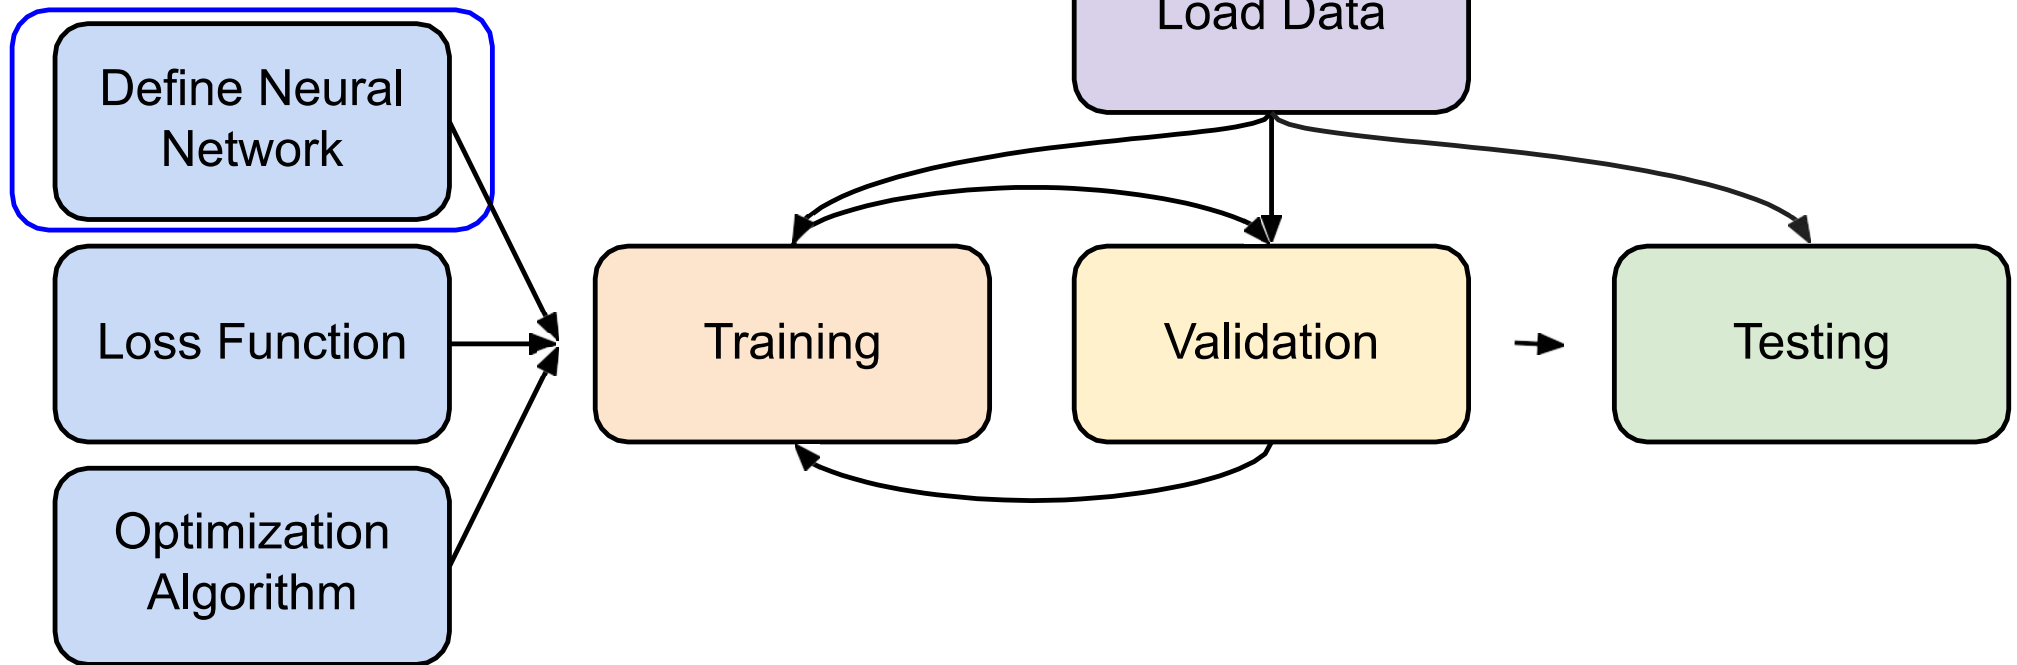 Load Data
Define Neural
Network
Loss Function
Training
Validation
Testing
Optimization
Algorithm